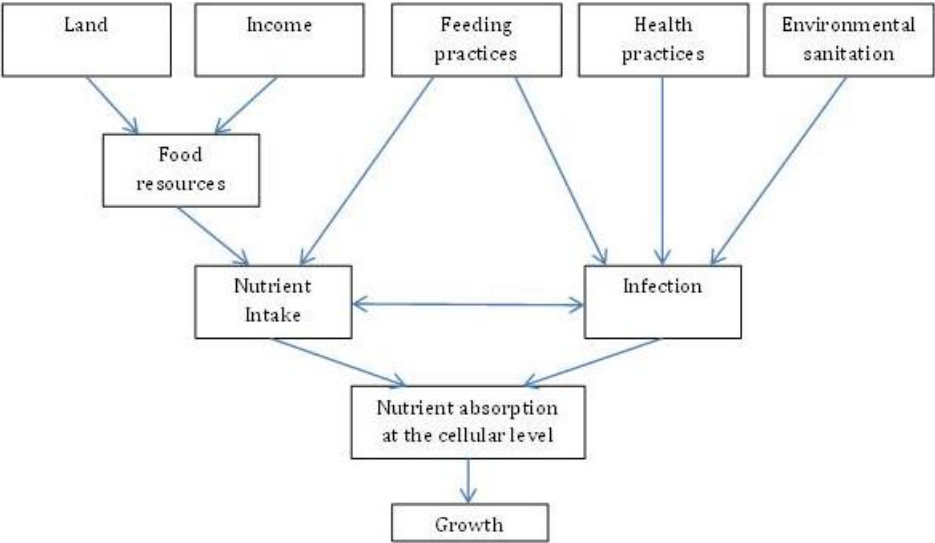 Land
Income
Feeding
practices
Health
practices
Environmental
sanitation
Food
resources
Nutrient
Intake
Infection
Nutrient absorption
at the cellular level
Growth